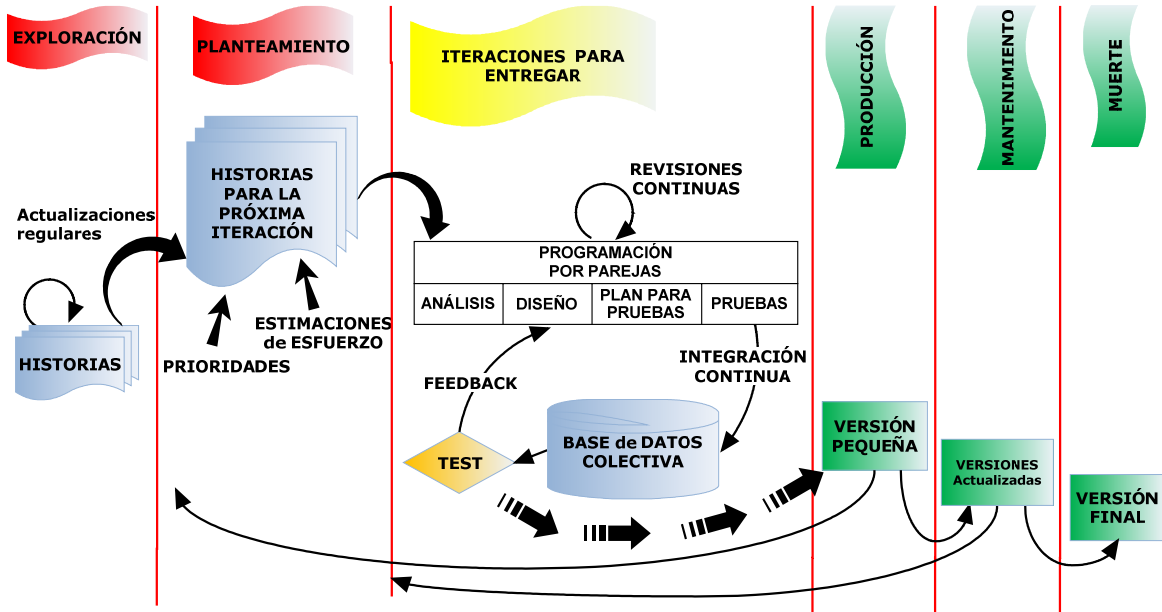 EXPLORACIÓN
PLANTEAMIENTO
ITERACIONES PARA
ENTREGAR
PRODUCCIÓN
MANTENIMIENTO
MUERTE
Actualizaciones
regulares
HISTORIAS
HISTORIAS
PARA LA
PRÓXIMA
ITERACIÓN
PRIORIDADES
ESTIMACIONES
de ESFUERZO
REVISIONES
CONTINUAS
PROGRAMACIÓN
POR PAREJAS
ANÁLISIS
DISEÑO
PLAN PARA
PRUEBAS
PRUEBAS
INTEGRACIÓN
CONTINUA
FEEDBACK
BASE de DATOS
COLECTIVA
TEST
VERSIÓN
PEQUEÑA
VERSIONES
Actualizadas
VERSIÓN
FINAL